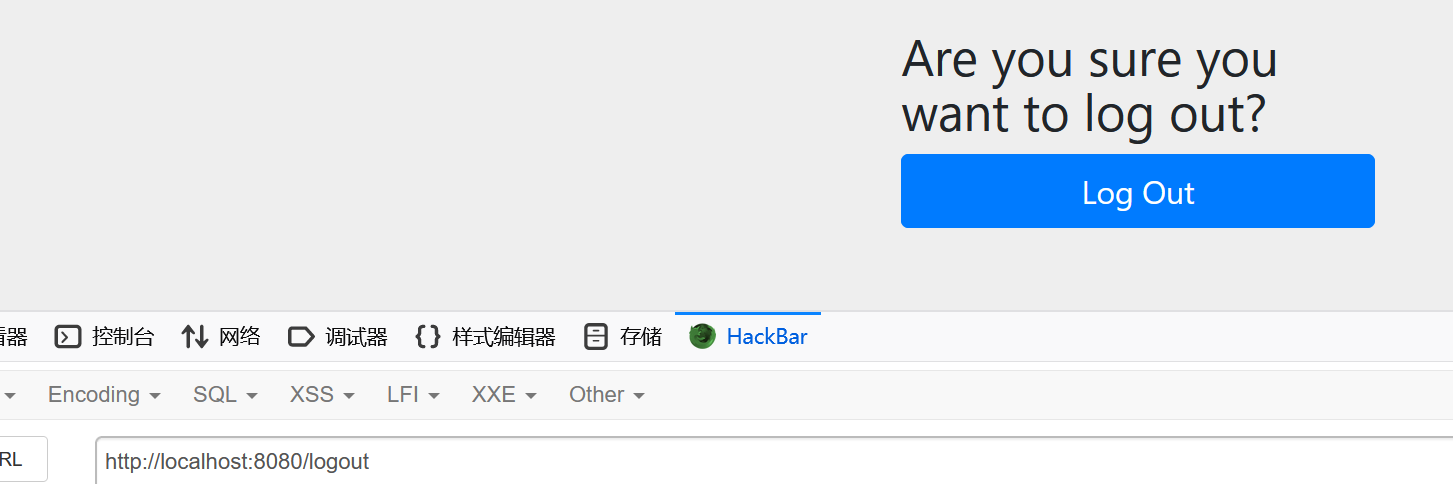 Are you sure you
want to log out?
Log Out
器 控制台 网络 调试器 {} 样式编辑器 存储 HackBar
Encoding SQL XSS LFI XXE Other
RL
http://localhost:8080/logout